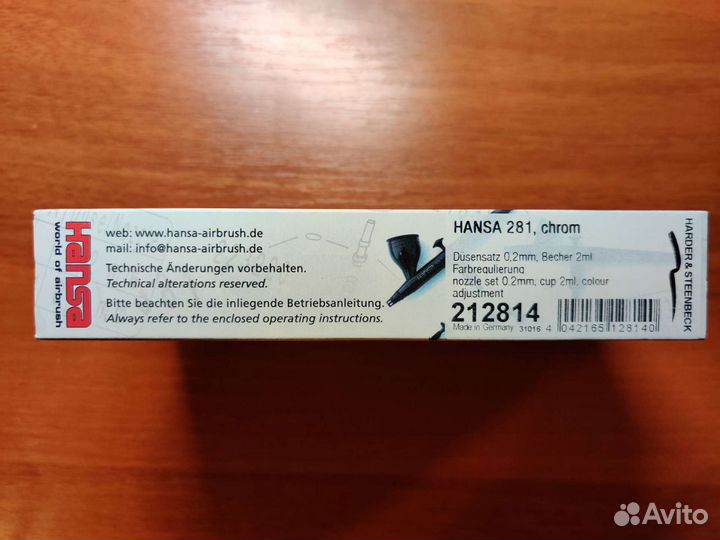 Hansa
world of airbrush
web: www.hansa-airbrush.de
mail: info@hansa-airbrush.de
Technische Änderungen vorbehalten.
Technical alterations reserved.
Bitte beachten Sie die inliegende Betriebsanleitung.
Always refer to the enclosed operating instructions.
HANSA 281, chrom
Düsensatz 0.2mm, Becher 2ml
Farbregulierung
nozzle set 0.2mm, cup 2ml, colour
adjustment
212814
Made in Germany 31016
4 042165 128140
HARDER & STEENBECK
Avito